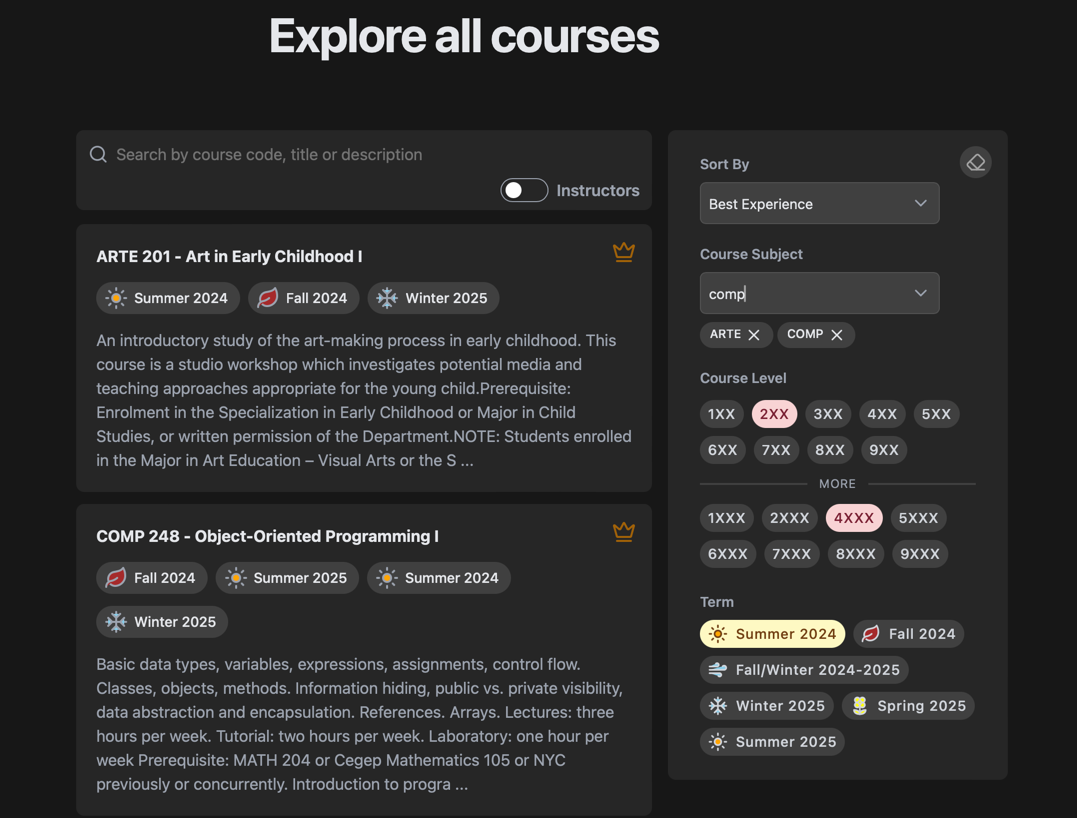 Explore all courses
Search by course code, title or description
Instructors
ARTE 201 - Art in Early Childhood I
Summer 2024
Fall 2024
Winter 2025
An introductory study of the art-making process in early childhood. This
course is a studio workshop which investigates potential media and
teaching approaches appropriate for the young child.Prerequisite:
Enrolment in the Specialization in Early Childhood or Major in Child
Studies, or written permission of the Department.NOTE: Students enrolled
in the Major in Art Education – Visual Arts or the S ...
COMP 248 - Object-Oriented Programming I
Fall 2024
Summer 2025
Summer 2024
Winter 2025
Basic data types, variables, expressions, assignments, control flow.
Classes, objects, methods. Information hiding, public vs. private visibility,
data abstraction and encapsulation. References. Arrays. Lectures: three
hours per week. Tutorial: two hours per week. Laboratory: one hour per
week Prerequisite: MATH 204 or Cegep Mathematics 105 or NYC
previously or concurrently. Introduction to progra ...
Sort By
Best Experience
Course Subject
comp
ARTE
COMP
Course Level
1XX 2XX 3XX 4XX 5XX
6XX 7XX 8XX 9XX
MORE
1XXX 2XXX 4XXX 5XXX
6XXX 7XXX 8XXX 9XXX
Term
Summer 2024
Fall 2024
Fall/Winter 2024-2025
Winter 2025
Spring 2025
Summer 2025